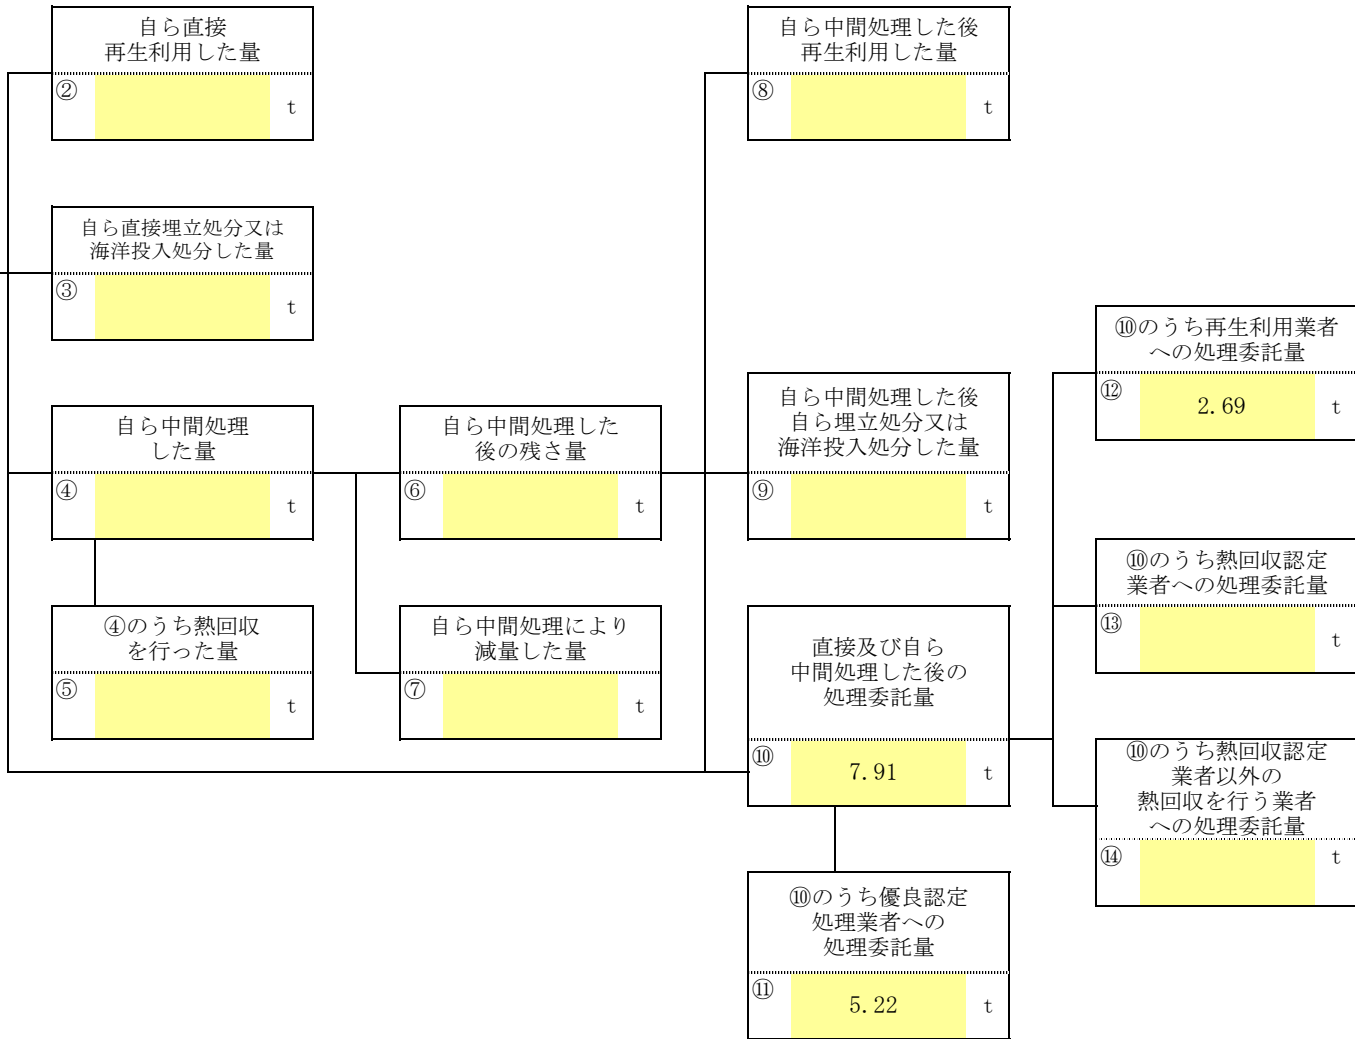 自ら直接
再生利用した量
②
t
自ら中間処理した後
再生利用した量
⑧
t
自ら直接埋立処分又は
海洋投入処分した量
③
t
⑩のうち再生利用業者
への処理委託量
⑫
2.69
t
自ら中間処理
した量
④
t
自ら中間処理した
後の残さ量
⑥
t
自ら中間処理した後
自ら埋立処分又は
海洋投入処分した量
⑨
t
⑩のうち熱回収認定
業者への処理委託量
⑬
t
④のうち熱回収
を行った量
⑤
t
自ら中間処理により
減量した量
⑦
t
直接及び自ら
中間処理した後の
処理委託量
⑩
7.91
t
⑩のうち熱回収認定
業者以外の
熱回収を行う業者
への処理委託量
⑭
t
⑩のうち優良認定
処理業者への
処理委託量
⑪
5.22
t